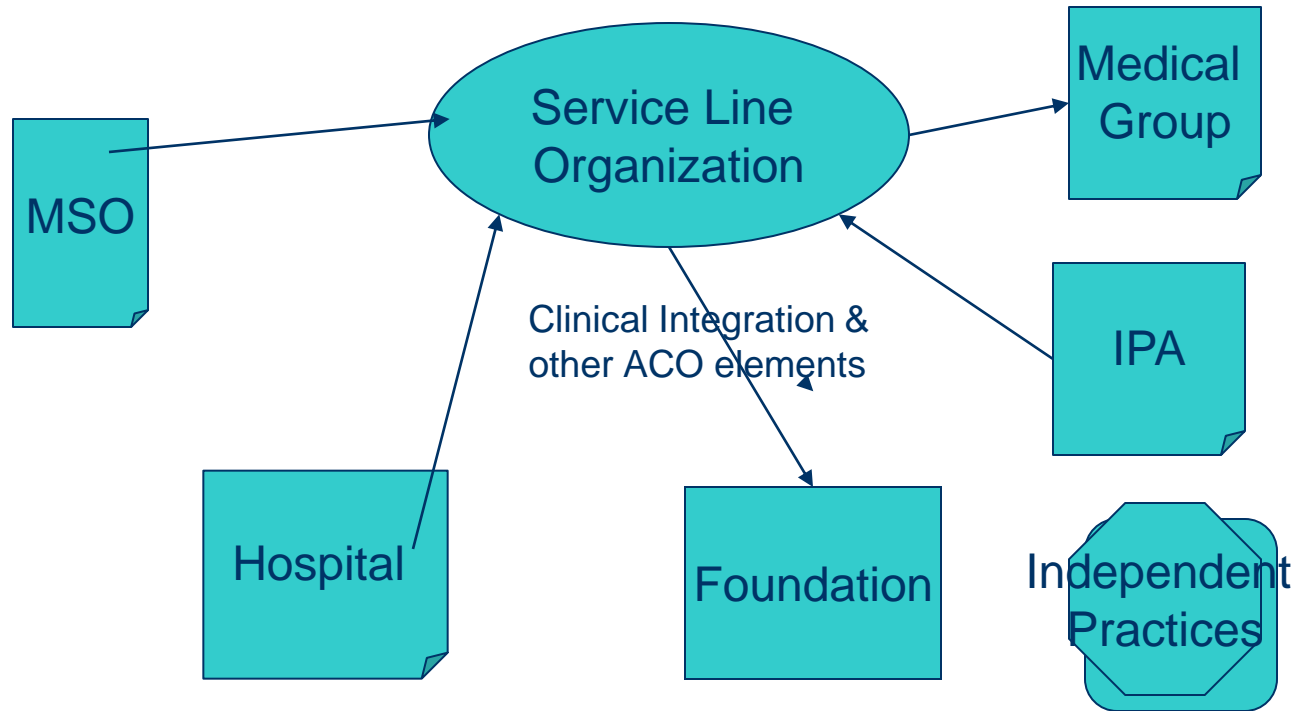 Service Line
Organization
Medical
Group
MSO
Clinical Integration &
other ACO elements
IPA
Hospital
Foundation
Independent
Practices